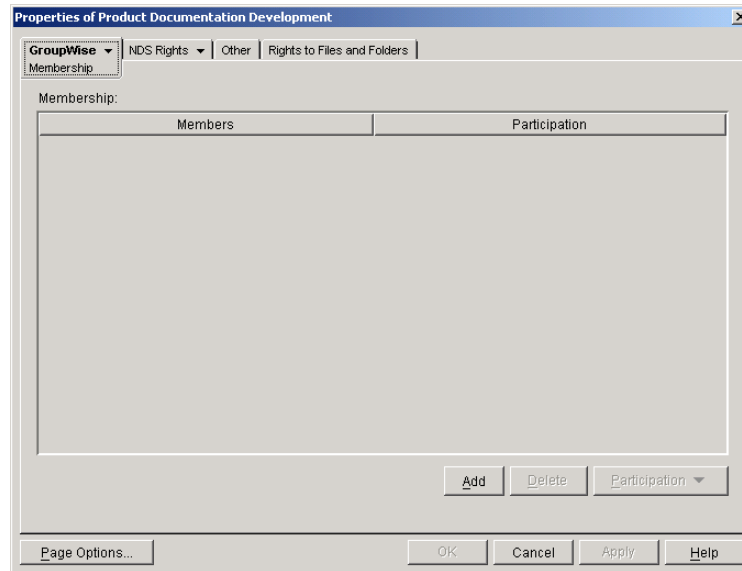 Properties of Product Documentation Development
GroupWise NDS Rights Other Rights to Files and Folders
Membership
Membership:
Members Participation
Add Delete Participation
Page Options... OK Cancel Apply Help